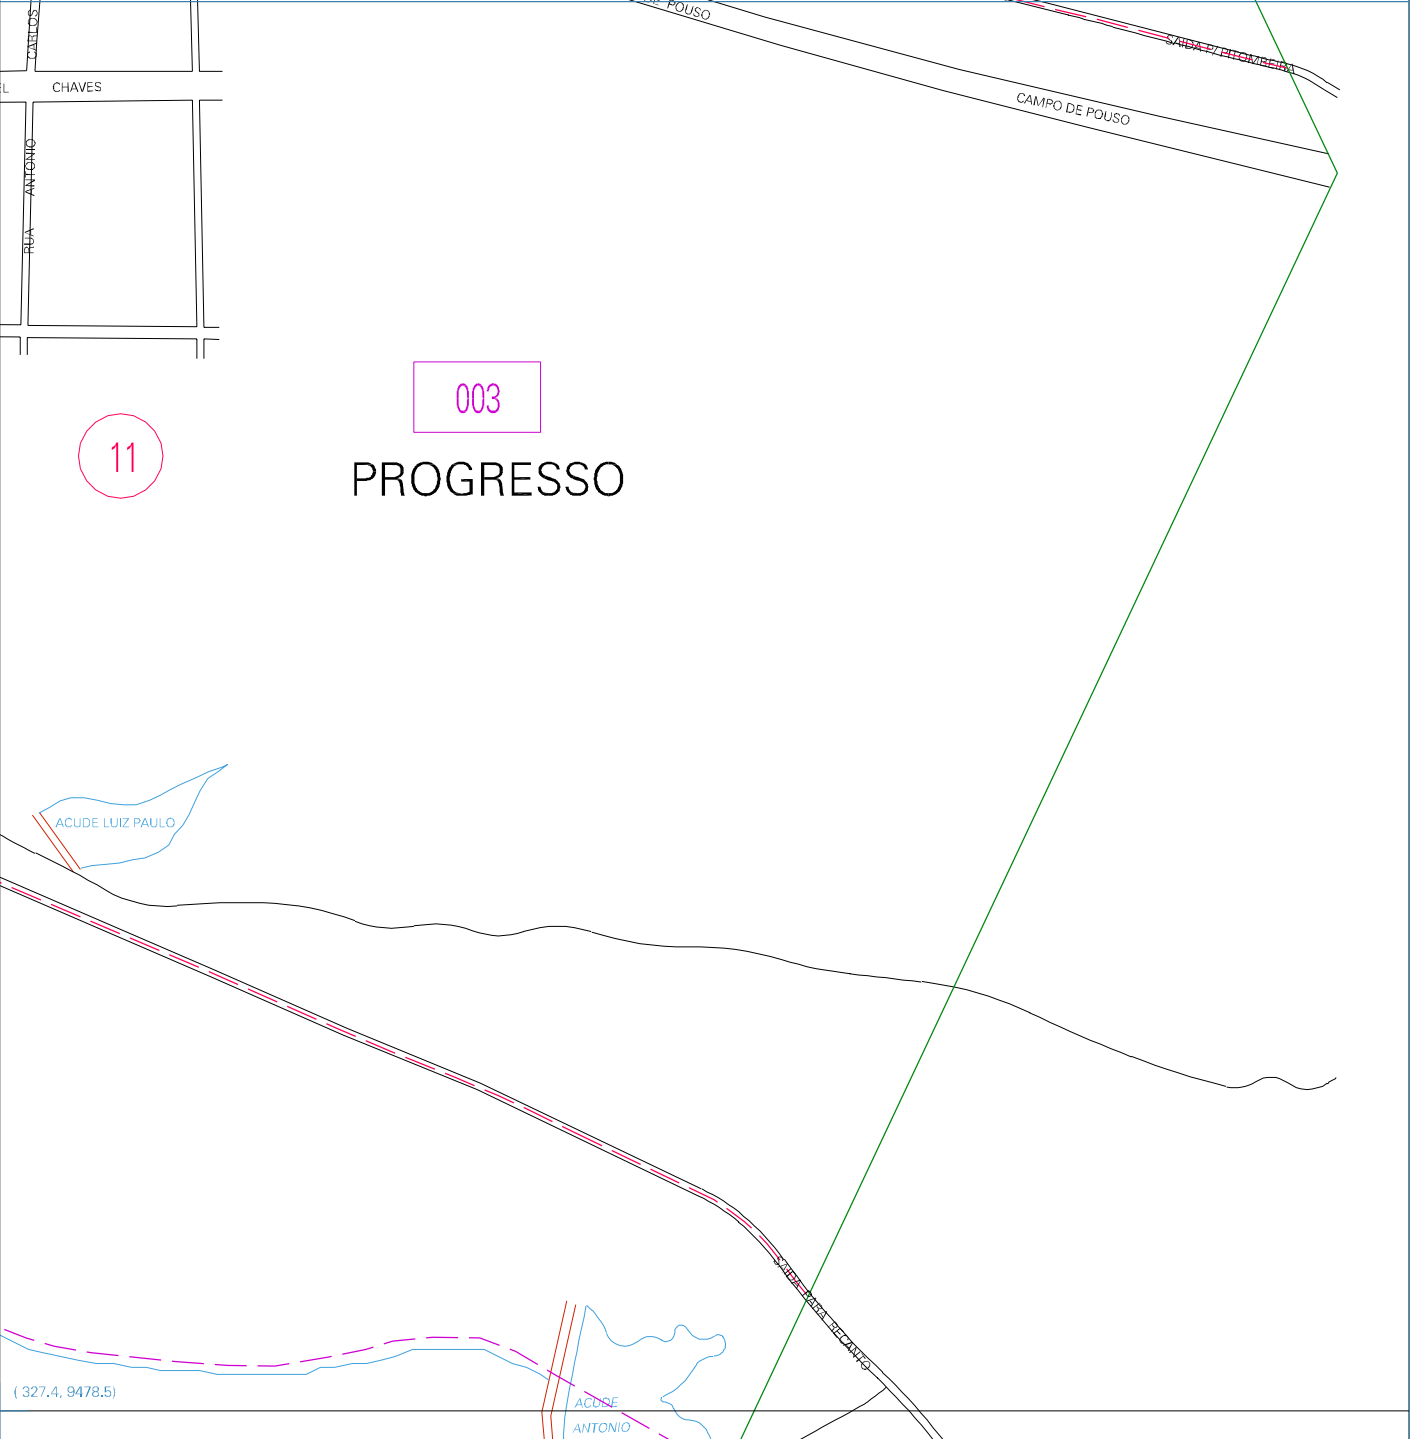 CARLOS
POUSO
SAIDA P/ PITOMBEIRA
CHAVES
CAMPO DE POUSO
RUA ANTONIO
003
11
PROGRESSO
ACUDE LUIZ PAULO
SAIDA PARA RECANTO
( 327.4, 9478.5)
ACUDE
ANTONIO